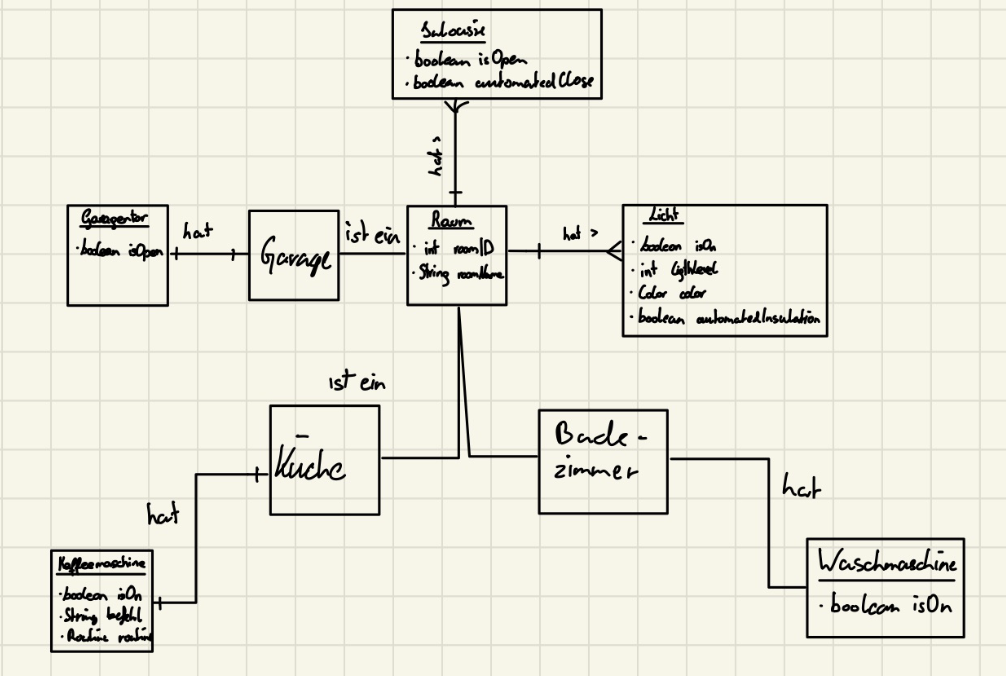 Jalousie
· boolean isOpen
· boolean automatedClose
hat >
Garagentor
· boolean isOpen
hat
Garage
ist ein
Raum
· int roomID
· String roomName
hat >
Licht
· boolean isOn
· int lightlevel
· Color color
· boolean automatedInsulation
ist ein
Küche
Bade-
zimmer
hat
hat
Kaffeemaschine
· boolean isOn
· String befehl
· Routine routine
Waschmaschine
· boolean isOn